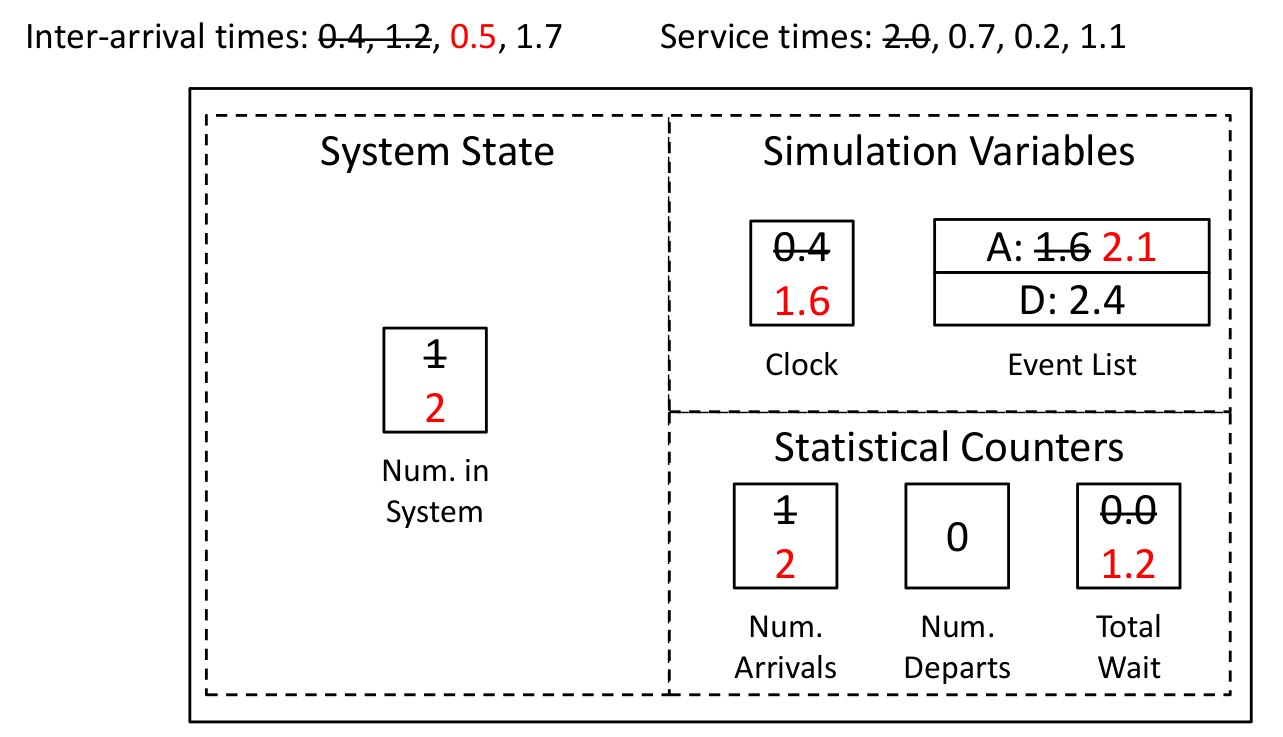 Inter-arrival times: 0.4, 1.2, 0.5, 1.7
Service times: 2.0, 0.7, 0.2, 1.1
System State
1
2
Num. in
System
Simulation Variables
0.4
1.6
Clock
A: 1.6 2.1
D: 2.4
Event List
Statistical Counters
1
2
Num.
Arrivals
0
Num.
Departs
0.0
1.2
Total
Wait